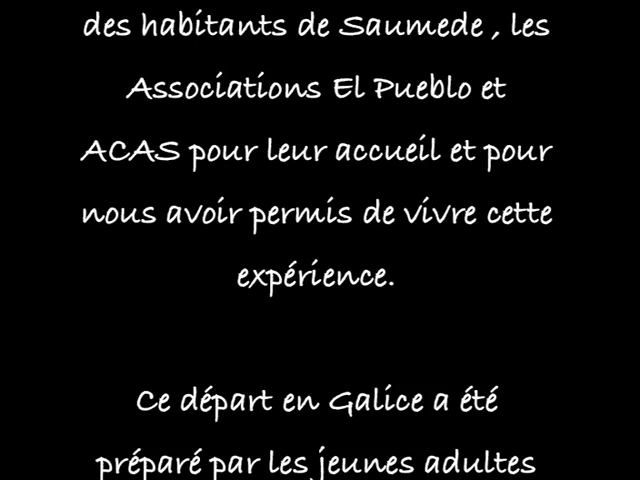 des habitants de Saumede , les
Associations El Pueblo et
ACAS pour leur accueil et pour
nous avoir permis de vivre cette
expérience.
Ce départ en Galice a été
préparé par les jeunes adultes